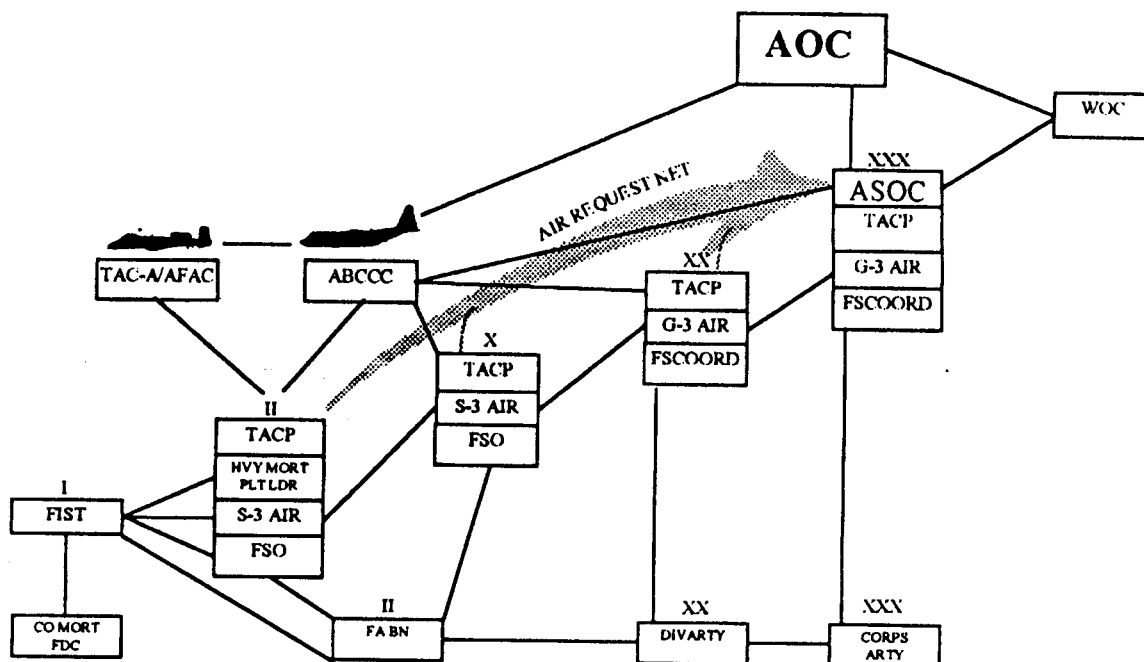 AOC
WOC
AIR REQUEST NET
XXX
ASOC
TACP
G-3 AIR
FSCOORD
TAC-A/AFAC
ABCCC
XX
TACP
G-3 AIR
FSCOORD
X
TACP
S-3 AIR
FSO
II
TACP
HVY MORT
PLT LDR
S-3 AIR
FSO
I
FIST
CO MORT
FDC
II
FA BN
XX
DIVARTY
XXX
CORPS
ARTY